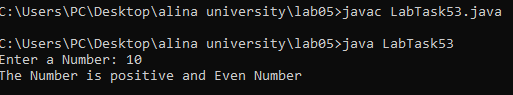 C:\Users\PC\Desktop\alina university\lab05>javac LabTask53.java
C:\Users\PC\Desktop\alina university\lab05>java LabTask53
Enter a Number: 10
The Number is positive and Even Number